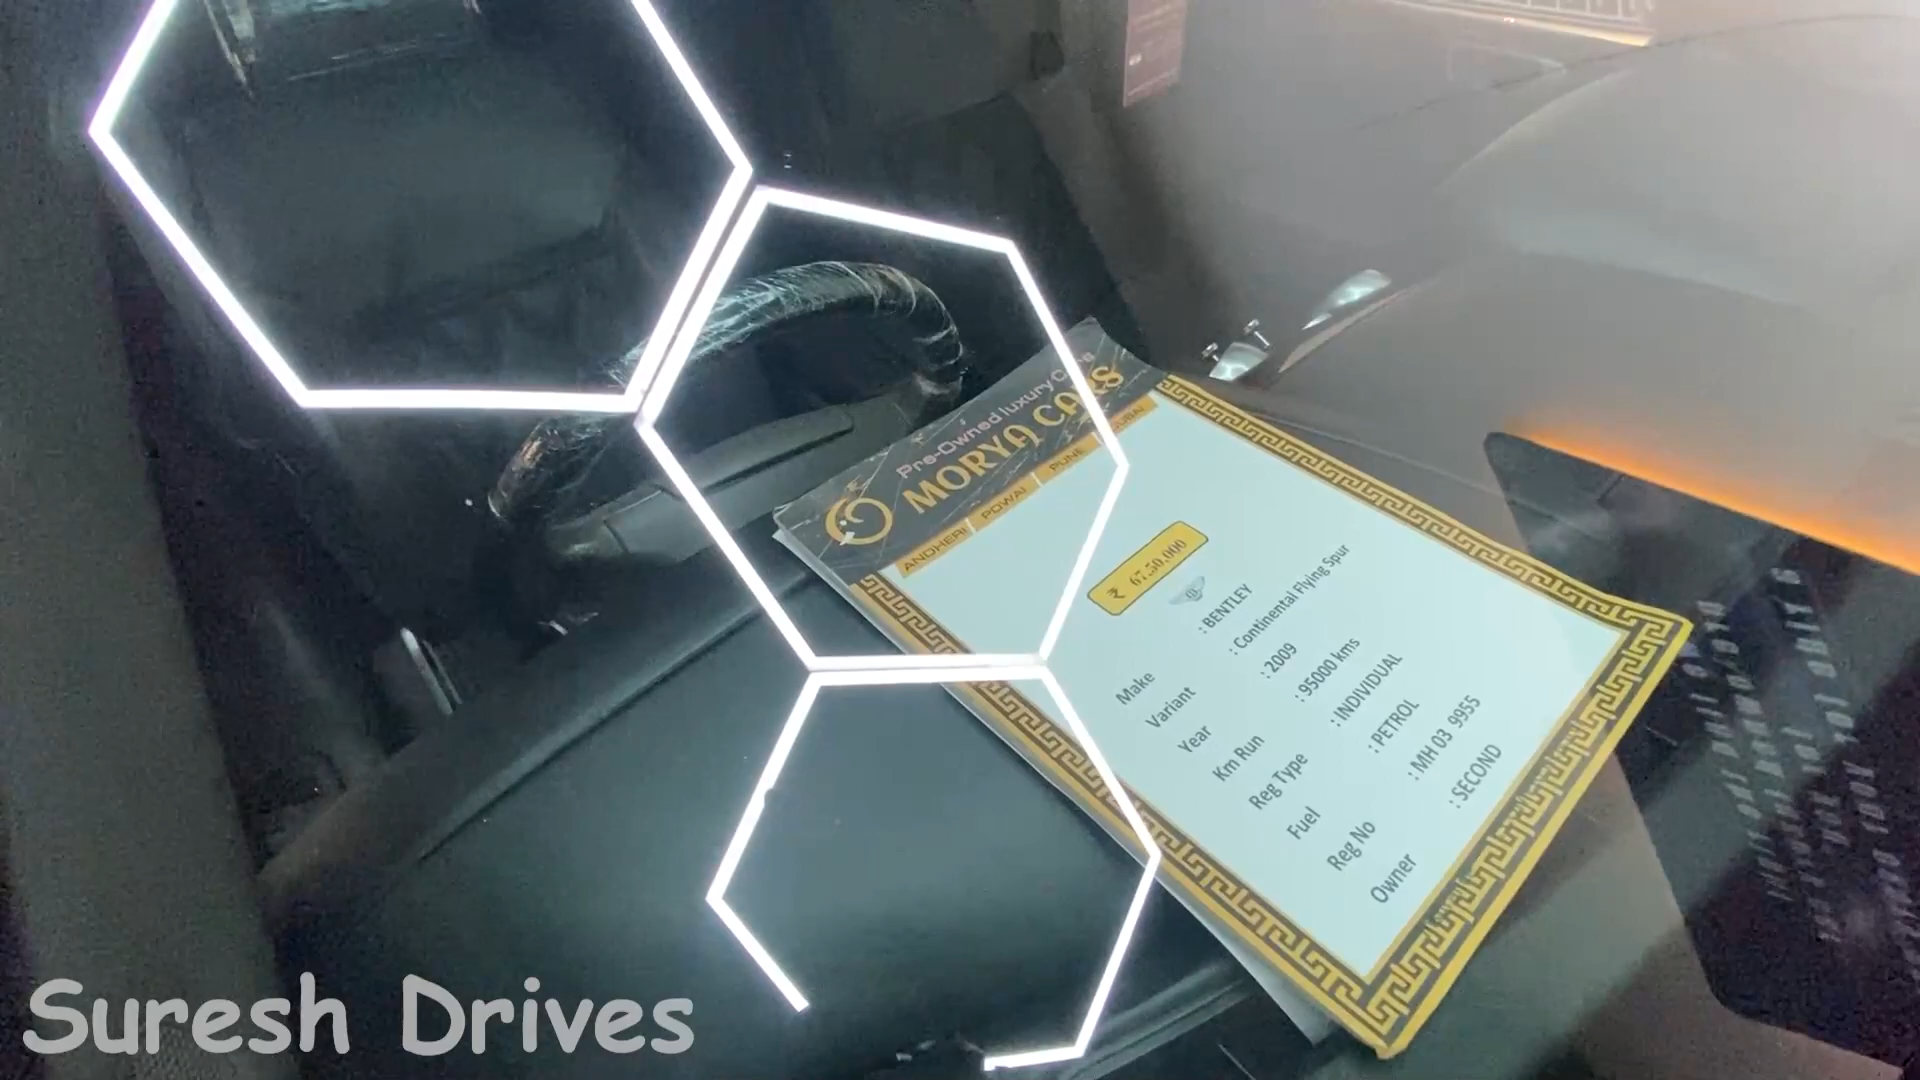 Pre-Owned luxury Cars
MORYA CARS
ANDHERI | POWAI | PUNE | DUBAI
₹ 67,50,000
Make : BENTLEY
Variant : Continental Flying Spur
Year : 2009
Km Run : 95000 kms
Reg Type : INDIVIDUAL
Fuel : PETROL
Reg No : MH 03 9955
Owner : SECOND
Suresh Drives